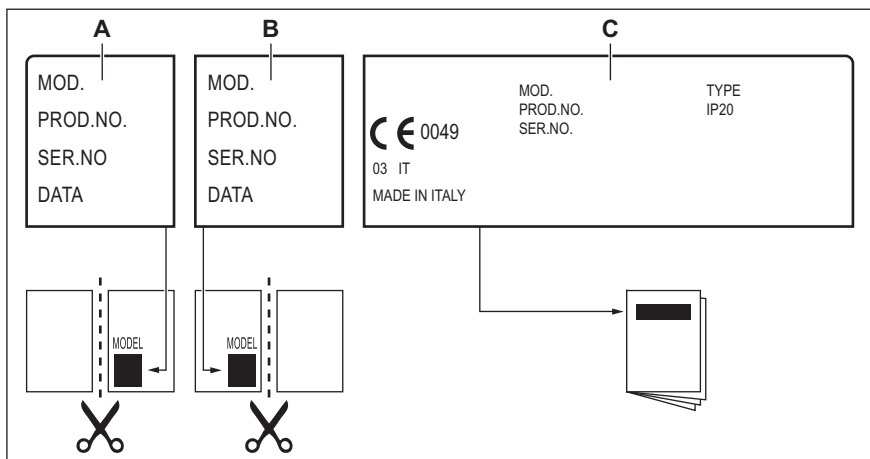 A
B
C
MOD.
PROD.NO.
SER.NO
DATA
MOD.
PROD.NO.
SER.NO
DATA
MOD.
PROD.NO.
SER.NO.
TYPE
IP20
CE 0049
03 IT
MADE IN ITALY
MODEL
MODEL